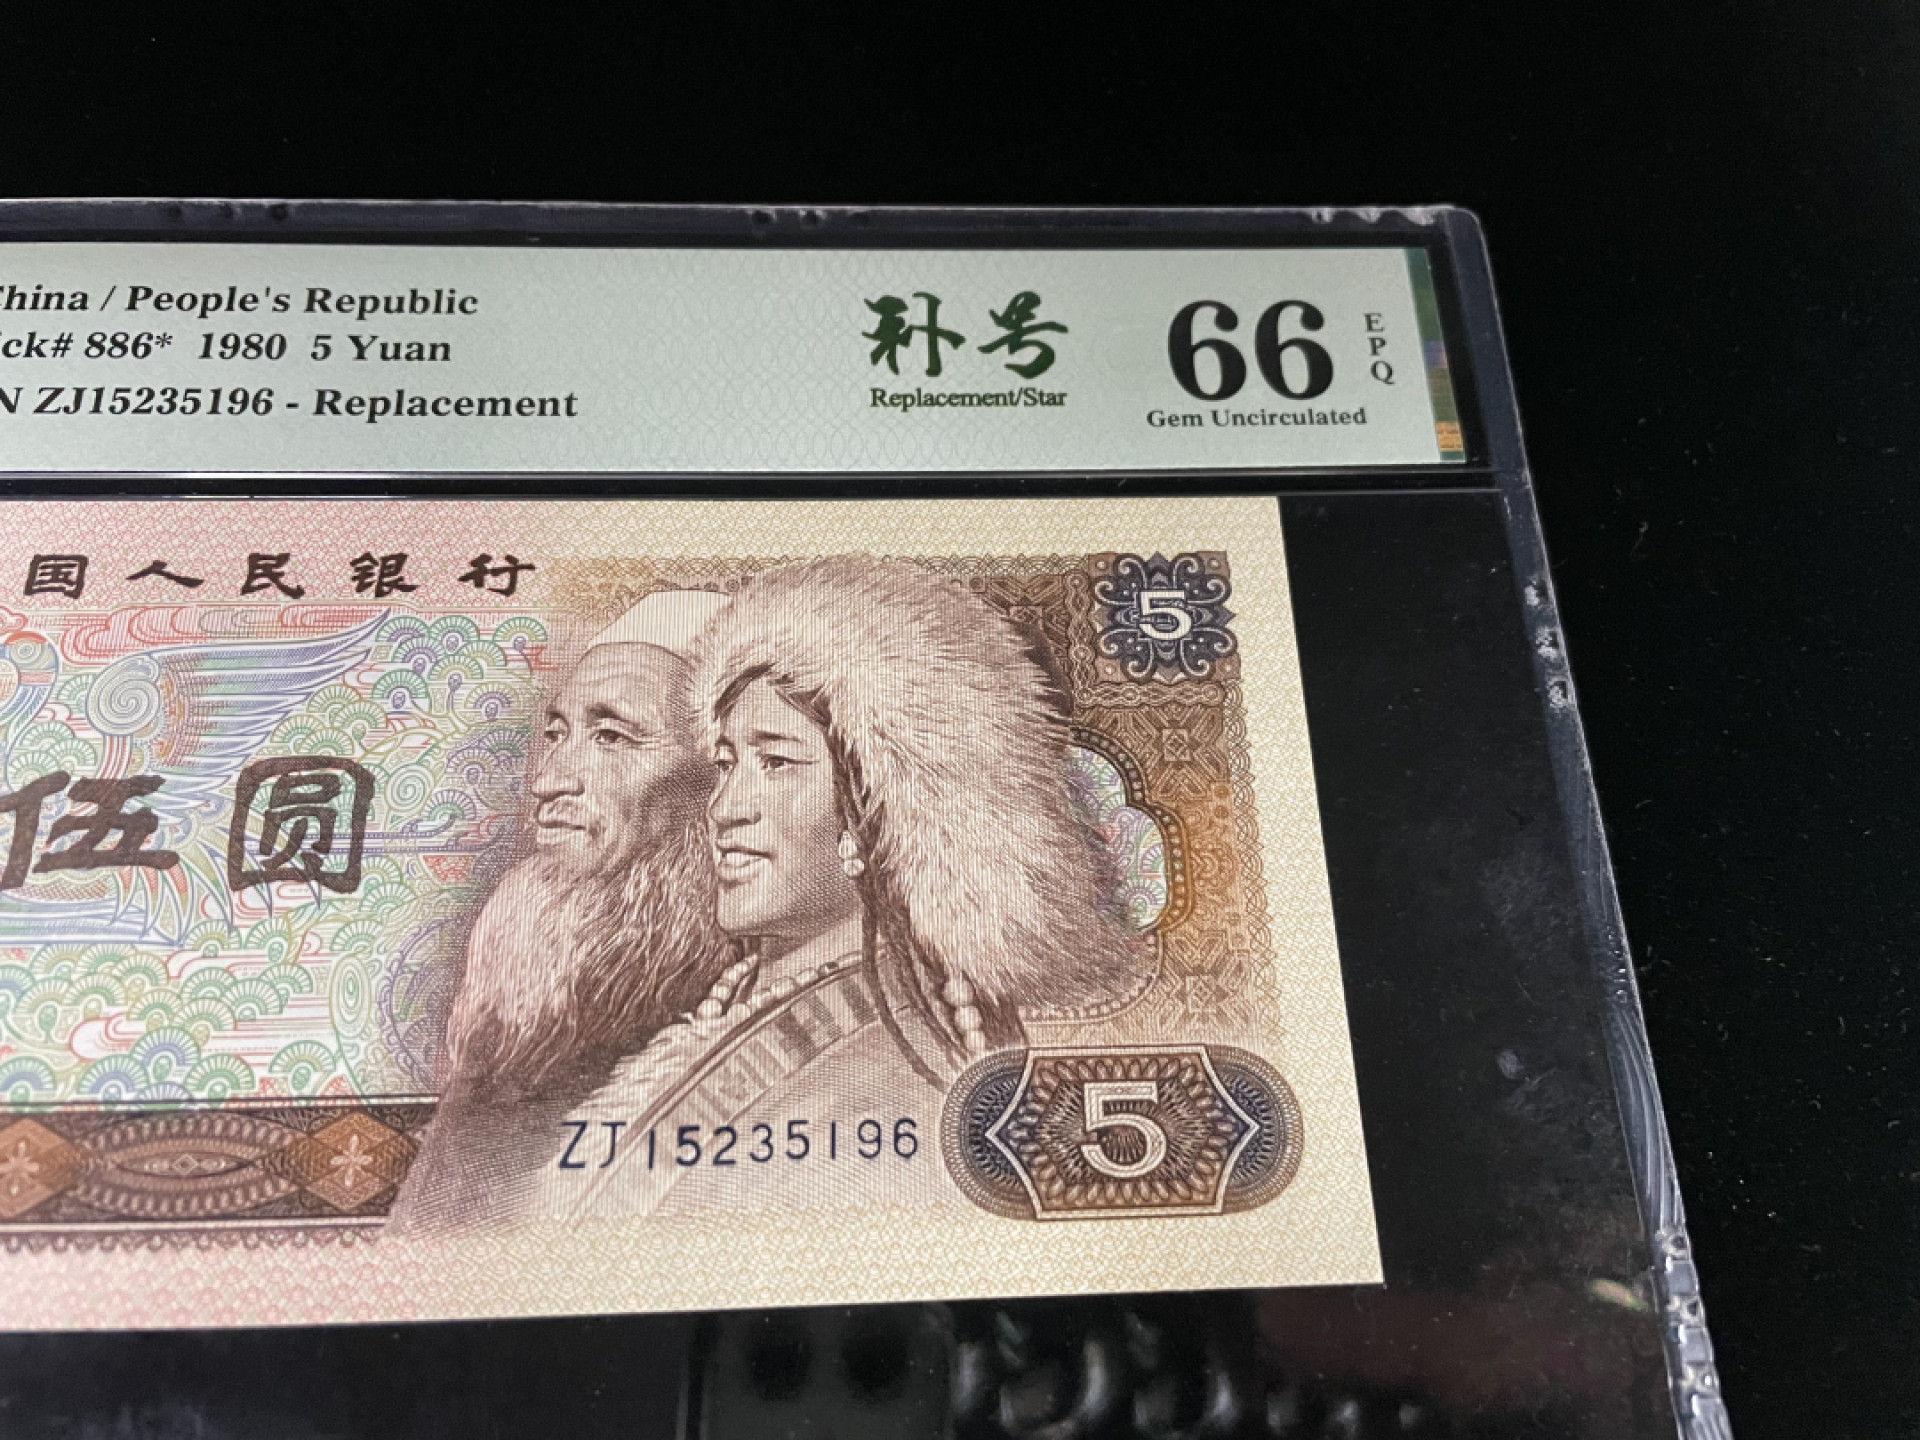 China / People's Republic
ick# 886* 1980 5 Yuan
N ZJ15235196 - Replacement
补号
Replacement/Star
66
EPQ
Gem Uncirculated
国人民银行
5
伍圆
ZJ15235196
5